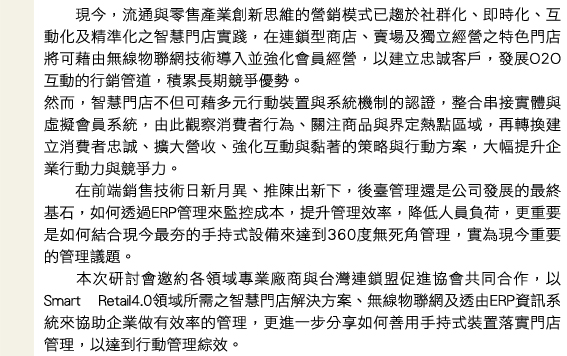 現今，流通與零售產業創新思維的營銷模式已趨於社群化、即時化、互
動化及精準化之智慧門店實踐，在連鎖型商店、賣場及獨立經營之特色門店
將可藉由無線物聯網技術導入並強化會員經營，以建立忠誠客戶，發展O2O
互動的行銷管道，積累長期競爭優勢。
然而，智慧門店不但可藉多元行動裝置與系統機制的認證，整合串接實體與
虛擬會員系統，由此觀察消費者行為、關注商品與界定熱點區域，再轉換建
立消費者忠誠、擴大營收、強化互動與黏著的策略與行動方案，大幅提升企
業行動力與競爭力。
在前端銷售技術日新月異、推陳出新下，後臺管理還是公司發展的最終
基石，如何透過ERP管理來監控成本，提升管理效率，降低人員負荷，更重要
是如何結合現今最夯的手持式設備來達到360度無死角管理，實為現今重要
的管理議題。
本次研討會邀約各領域專業廠商與台灣連鎖盟促進協會共同合作，以
Smart Retail4.0領域所需之智慧門店解決方案、無線物聯網及透由ERP資訊系
統來協助企業做有效率的管理，更進一步分享如何善用手持式裝置落實門店
管理，以達到行動管理綜效。